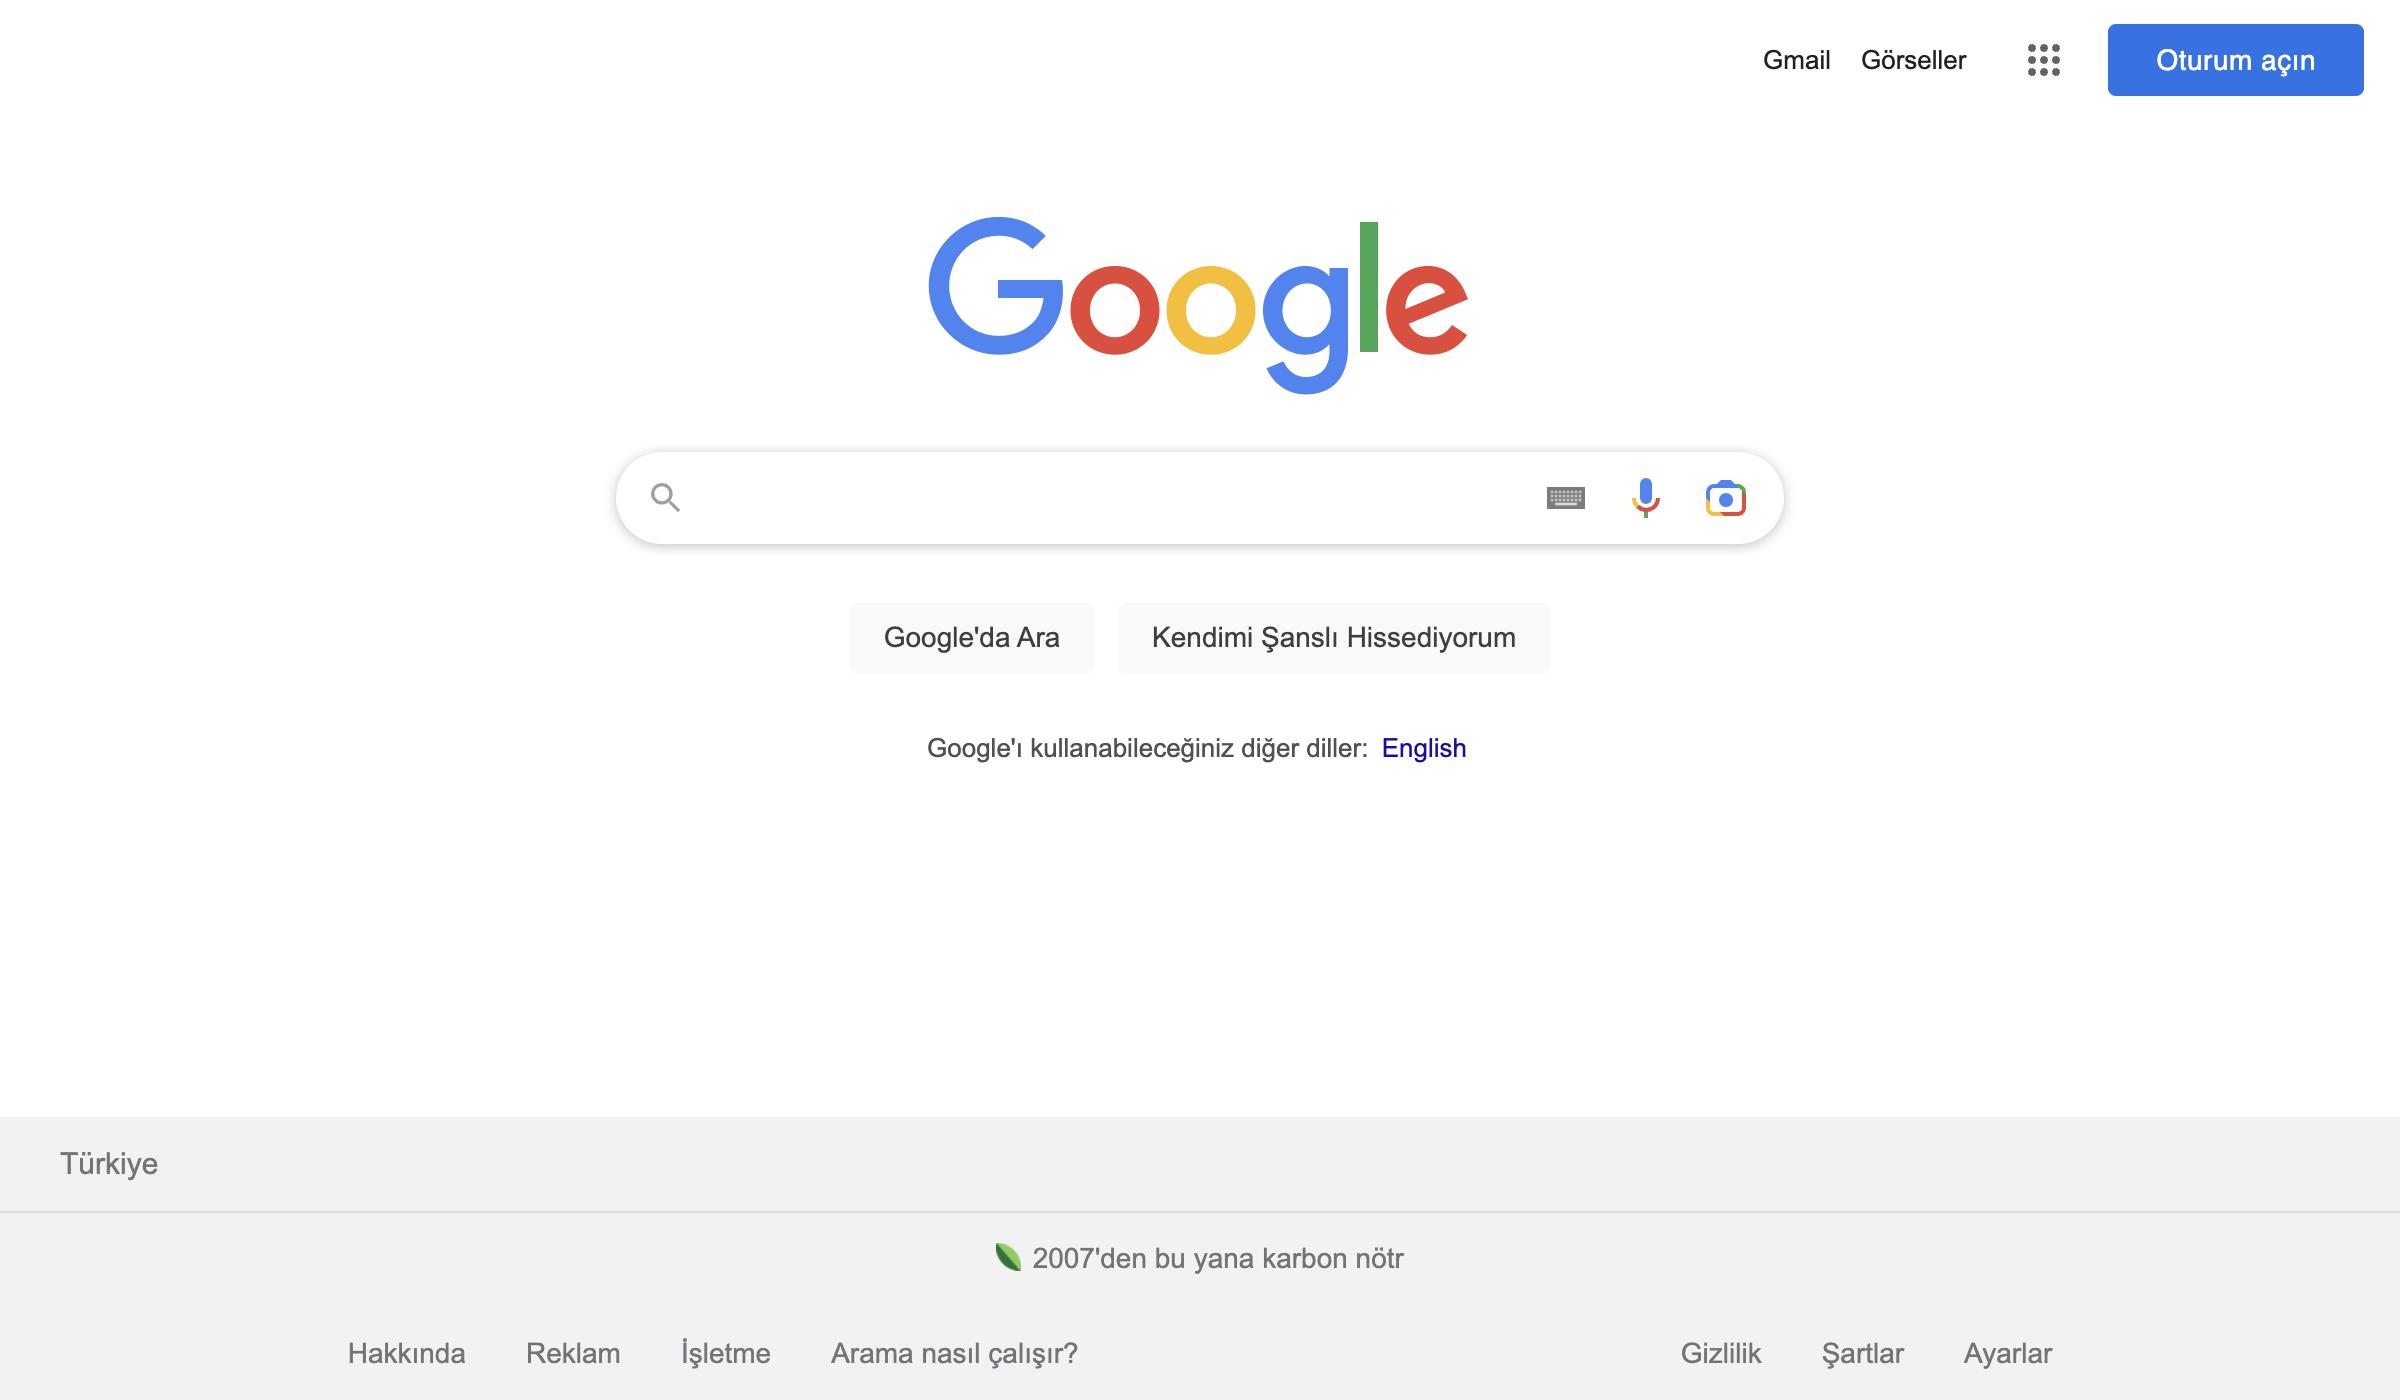 Gmail Görseller Oturum açın
Google
Google'da Ara Kendimi Şanslı Hissediyorum
Google'ı kullanabileceğiniz diğer diller: English
Türkiye
2007'den bu yana karbon nötr
Hakkında Reklam İşletme Arama nasıl çalışır? Gizlilik Şartlar Ayarlar